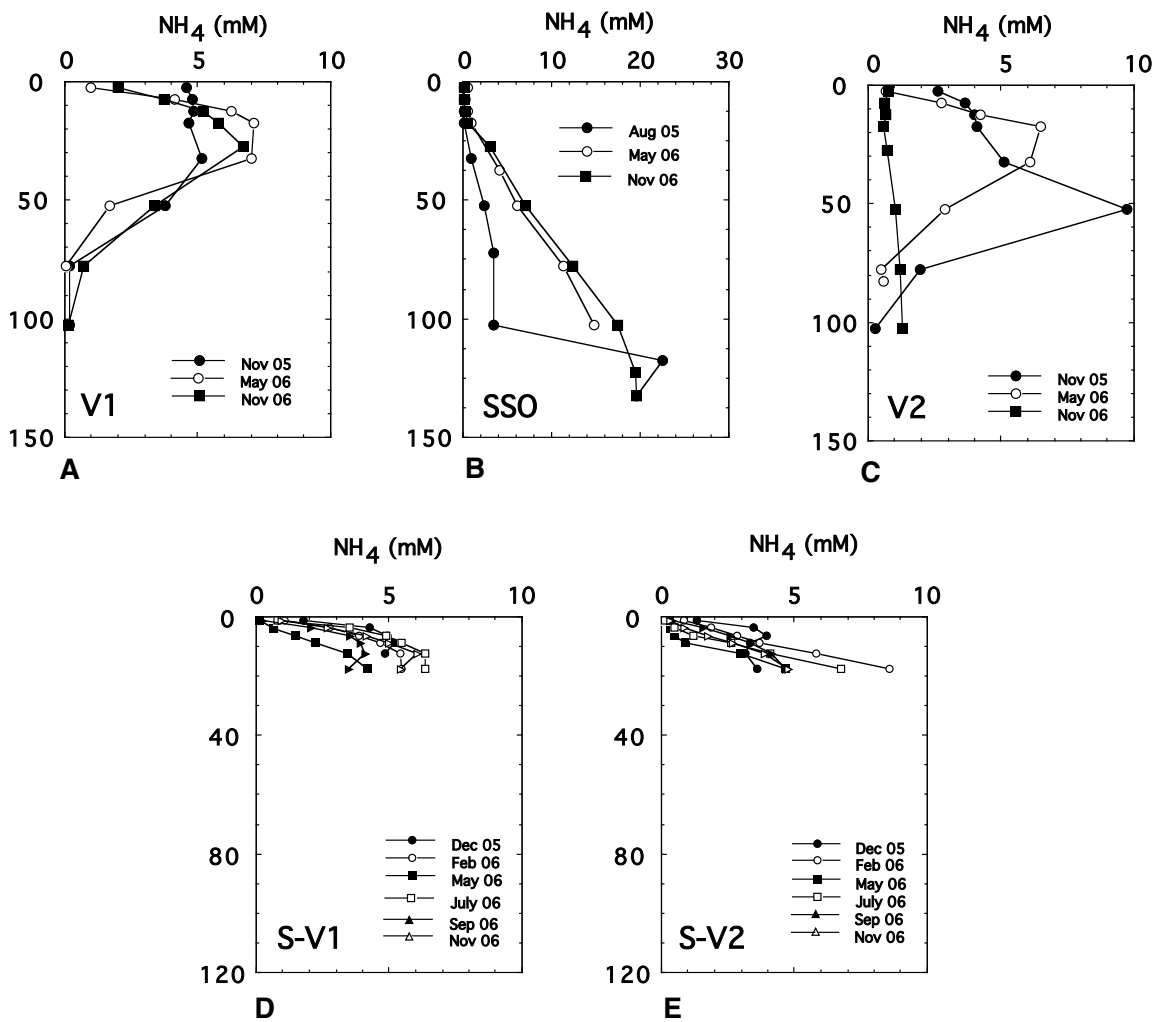 NH4 (mM)
0 5 10
0
50
100
150
Nov 05
May 06
Nov 06
V1
A
NH4 (mM)
0 10 20 30
0
50
100
150
Aug 05
May 06
Nov 06
SSO
B
NH4 (mM)
0 5 10
0
50
100
150
Nov 05
May 06
Nov 06
V2
C
NH4 (mM)
0 5 10
0
40
80
120
Dec 05
Feb 06
May 06
July 06
Sep 06
Nov 06
S-V1
D
NH4 (mM)
0 5 10
0
40
80
120
Dec 05
Feb 06
May 06
July 06
Sep 06
Nov 06
S-V2
E